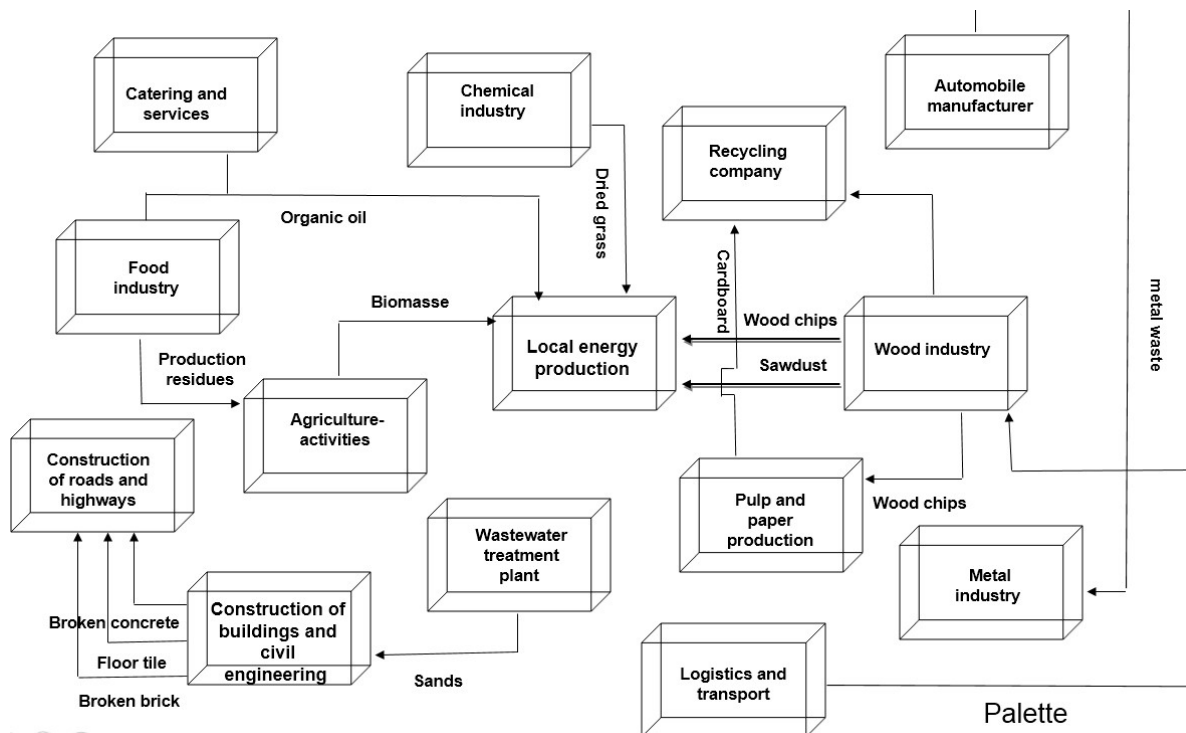 Catering and
services
Chemical
industry
Automobile
manufacturer
Recycling
company
Dried grass
Organic oil
Cardboard
Food
industry
metal waste
Biomasse
Wood chips
Local energy
production
Wood industry
Sawdust
Production
residues
Agriculture-
activities
Construction
of roads and
highways
Wood chips
Pulp and
paper
production
Wastewater
treatment
plant
Metal
industry
Construction of
buildings and
civil
engineering
Broken concrete
Floor tile
Broken brick
Sands
Logistics and
transport
Palette